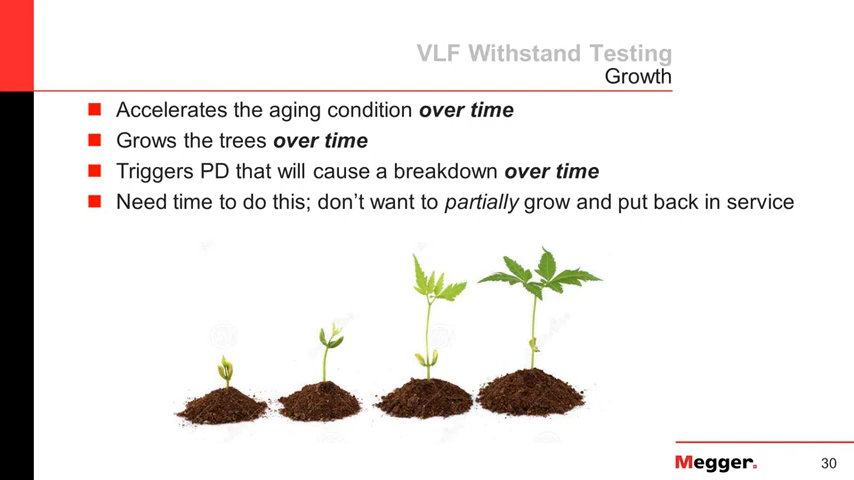 VLF Withstand Testing
Growth
Accelerates the aging condition over time
Grows the trees over time
Triggers PD that will cause a breakdown over time
Need time to do this; don't want to partially grow and put back in service
Megger.
30